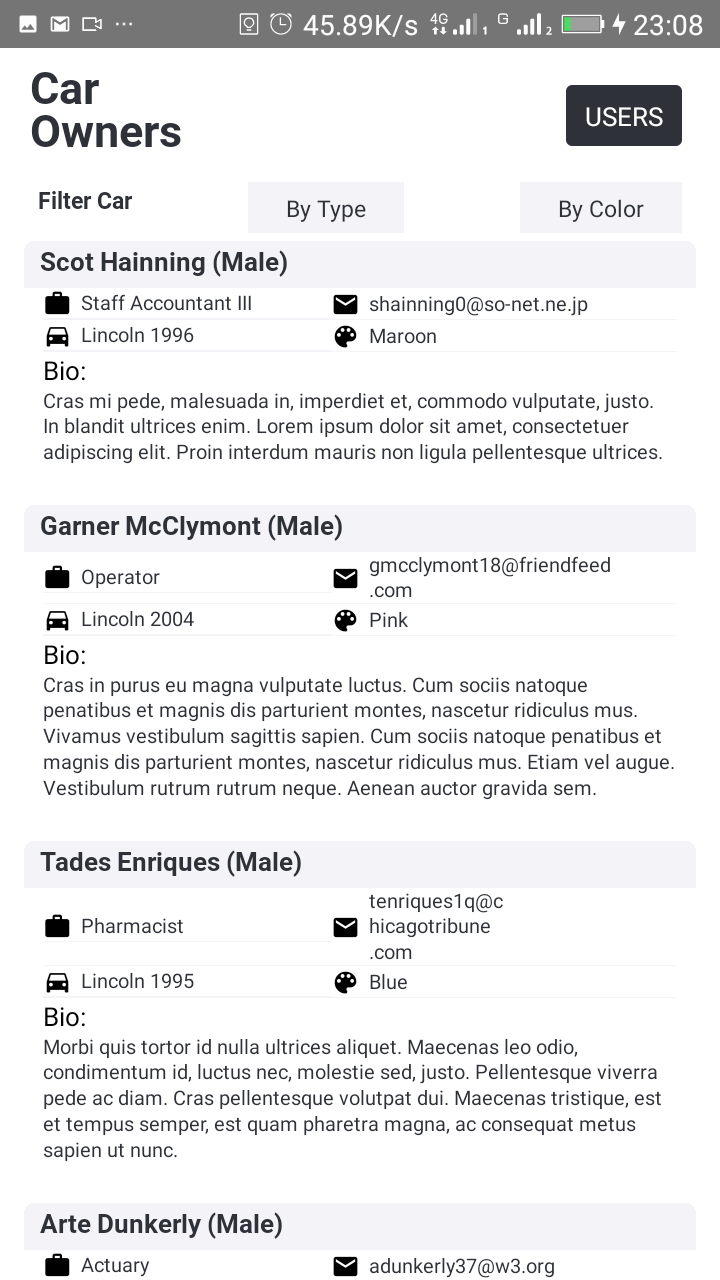 45.89K/s 4G 1 G 2 23:08
Car
Owners
USERS
Filter Car By Type By Color
Scot Hainning (Male)
Staff Accountant III shainning0@so-net.ne.jp
Lincoln 1996 Maroon
Bio:
Cras mi pede, malesuada in, imperdiet et, commodo vulputate, justo.
In blandit ultrices enim. Lorem ipsum dolor sit amet, consectetuer
adipiscing elit. Proin interdum mauris non ligula pellentesque ultrices.
Garner McClymont (Male)
Operator gmcclymont18@friendfeed
.com
Lincoln 2004 Pink
Bio:
Cras in purus eu magna vulputate luctus. Cum sociis natoque
penatibus et magnis dis parturient montes, nascetur ridiculus mus.
Vivamus vestibulum sagittis sapien. Cum sociis natoque penatibus et
magnis dis parturient montes, nascetur ridiculus mus. Etiam vel augue.
Vestibulum rutrum rutrum neque. Aenean auctor gravida sem.
Tades Enriques (Male)
tenriques1q@c
Pharmacist hicagotribune
.com
Lincoln 1995 Blue
Bio:
Morbi quis tortor id nulla ultrices aliquet. Maecenas leo odio,
condimentum id, luctus nec, molestie sed, justo. Pellentesque viverra
pede ac diam. Cras pellentesque volutpat dui. Maecenas tristique, est
et tempus semper, est quam pharetra magna, ac consequat metus
sapien ut nunc.
Arte Dunkerly (Male)
Actuary adunkerly37@w3.org